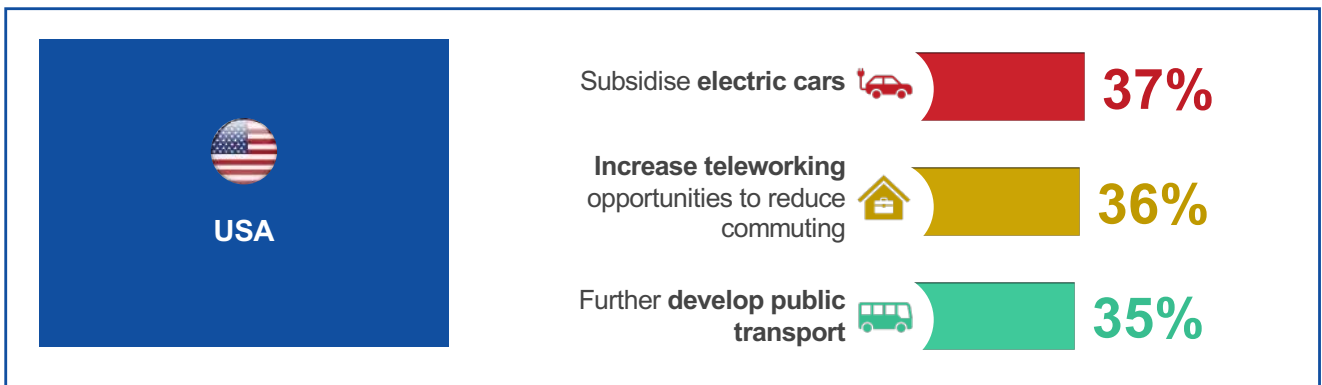 USA
Subsidise electric cars
37%
Increase teleworking
opportunities to reduce
commuting
36%
Further develop public
transport
35%